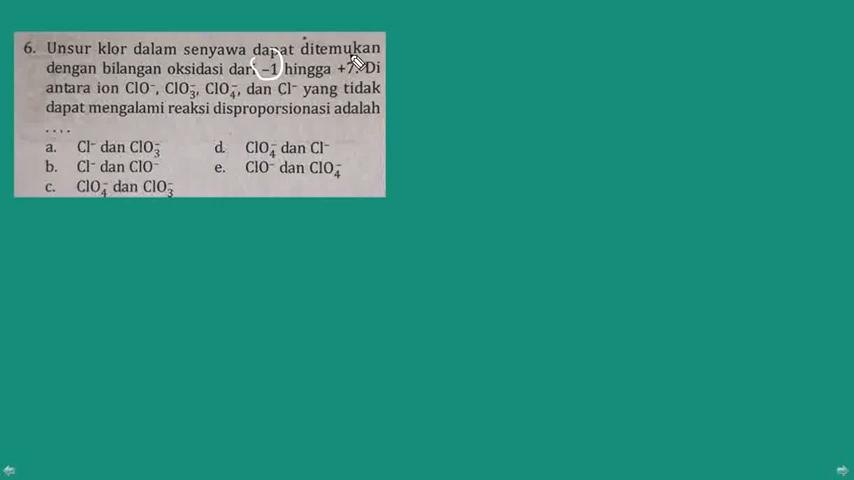 6. Unsur klor dalam senyawa dapat ditemukan
dengan bilangan oksidasi dari –1 hingga +7. Di
antara ion ClO⁻, ClO₃⁻, ClO₄⁻, dan Cl⁻ yang tidak
dapat mengalami reaksi disproporsionasi adalah
. . . .
a. Cl⁻ dan ClO₃⁻
b. Cl⁻ dan ClO⁻
c. ClO₄⁻ dan ClO₃⁻
d. ClO₄⁻ dan Cl⁻
e. ClO⁻ dan ClO₄⁻